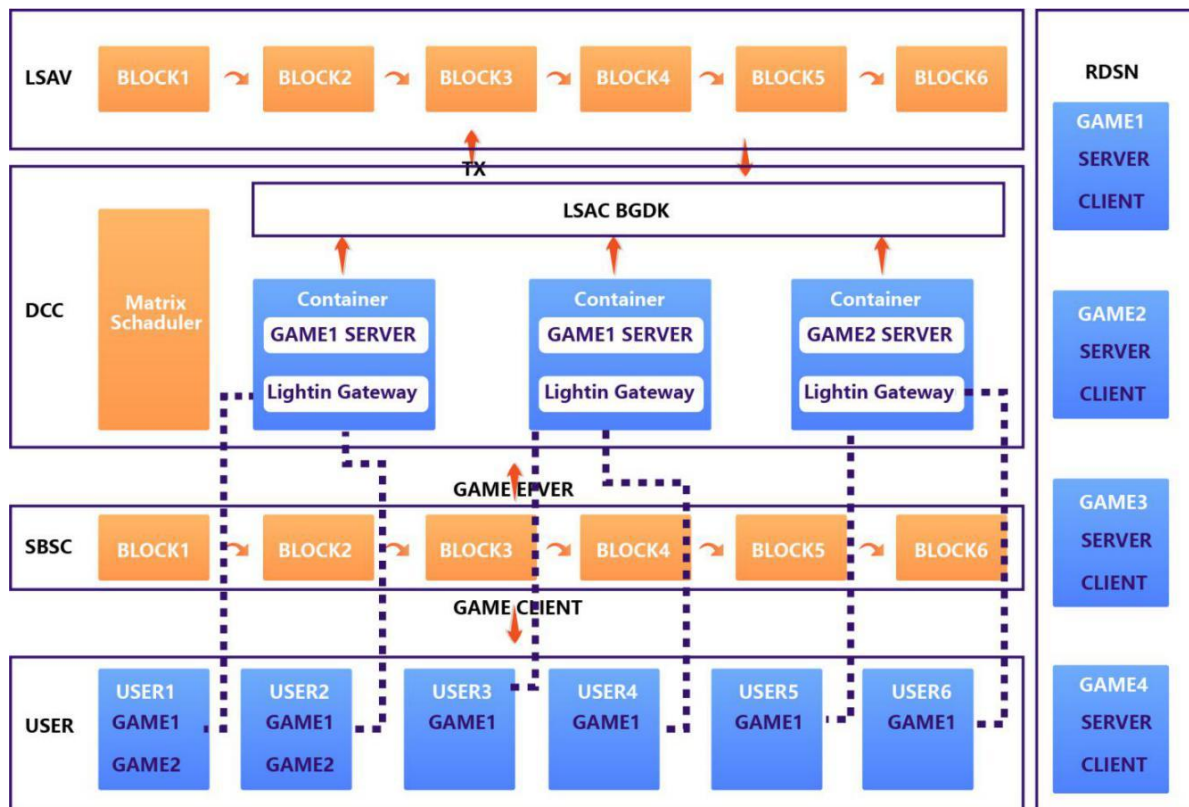 LSAV
BLOCK1
BLOCK2
BLOCK3
BLOCK4
BLOCK5
BLOCK6
TX
DCC
Matrix
Schaduler
LSAC BGDK
Container
GAME1 SERVER
Lightin Gateway
Container
GAME1 SERVER
Lightin Gateway
Container
GAME2 SERVER
Lightin Gateway
GAME EFVER
SBSC
BLOCK1
BLOCK2
BLOCK3
BLOCK4
BLOCK5
BLOCK6
GAME CLIENT
USER
USER1
GAME1
GAME2
USER2
GAME1
GAME2
USER3
GAME1
USER4
GAME1
USER5
GAME1
USER6
GAME1
RDSN
GAME1
SERVER
CLIENT
GAME2
SERVER
CLIENT
GAME3
SERVER
CLIENT
GAME4
SERVER
CLIENT